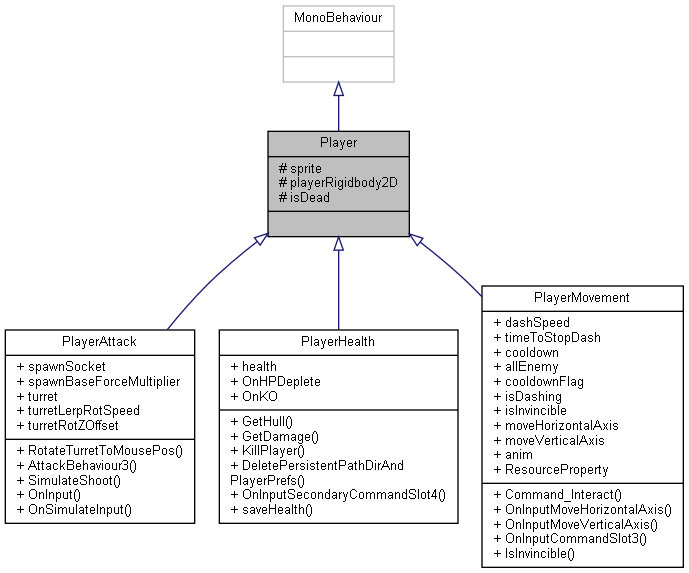 MonoBehaviour
Player
# sprite
# playerRigidbody2D
# isDead
PlayerAttack
+ spawnSocket
+ spawnBaseForceMultiplier
+ turret
+ turretLerpRotSpeed
+ turretRotZOffset
+ RotateTurretToMousePos()
+ AttackBehaviour3()
+ SimulateShoot()
+ OnInput()
+ OnSimulateInput()
PlayerHealth
+ health
+ OnHPDeplete
+ OnKO
+ GetHull()
+ GetDamage()
+ KillPlayer()
+ DeletePersistentPathDirAnd
PlayerPrefs()
+ OnInputSecondaryCommandSlot4()
+ saveHealth()
PlayerMovement
+ dashSpeed
+ timeToStopDash
+ cooldown
+ allEnemy
+ cooldownFlag
+ isDashing
+ isInvincible
+ moveHorizontalAxis
+ moveVerticalAxis
+ anim
+ ResourceProperty
+ Command_Interact()
+ OnInputMoveHorizontalAxis()
+ OnInputMoveVerticalAxis()
+ OnInputCommandSlot3()
+ IsInvincible()